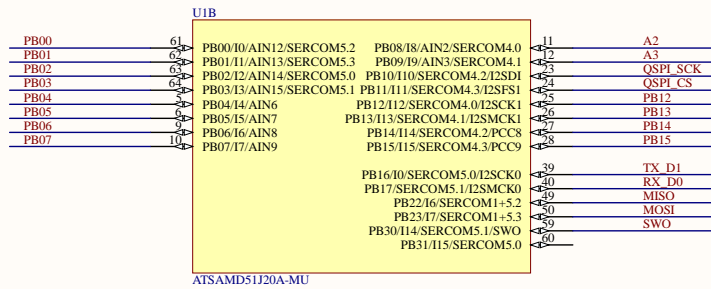 U1B
PB00 61 PB00/I0/AIN12/SERCOM5.2 PB08/I8/AIN2/SERCOM4.0 11 A2
PB01 62 PB01/I1/AIN13/SERCOM5.3 PB09/I9/AIN3/SERCOM4.1 12 A3
PB02 63 PB02/I2/AIN14/SERCOM5.0 PB10/I10/SERCOM4.2/I2SDI 23 QSPI_SCK
PB03 64 PB03/I3/AIN15/SERCOM5.1 PB11/I11/SERCOM4.3/I2SFS1 24 QSPI_CS
PB04 5 PB04/I4/AIN6 PB12/I12/SERCOM4.0/I2SCK1 25 PB12
PB05 6 PB05/I5/AIN7 PB13/I13/SERCOM4.1/I2SMCK1 26 PB13
PB06 9 PB06/I6/AIN8 PB14/I14/SERCOM4.2/PCC8 27 PB14
PB07 10 PB07/I7/AIN9 PB15/I15/SERCOM4.3/PCC9 28 PB15
PB16/I0/SERCOM5.0/I2SCK0 39 TX_D1
PB17/SERCOM5.1/I2SMCK0 40 RX_D0
PB22/I6/SERCOM1+5.2 49 MISO
PB23/I7/SERCOM1+5.3 50 MOSI
PB30/I14/SERCOM5.1/SWO 59 SWO
PB31/I15/SERCOM5.0 60
ATSAMD51J20A-MU